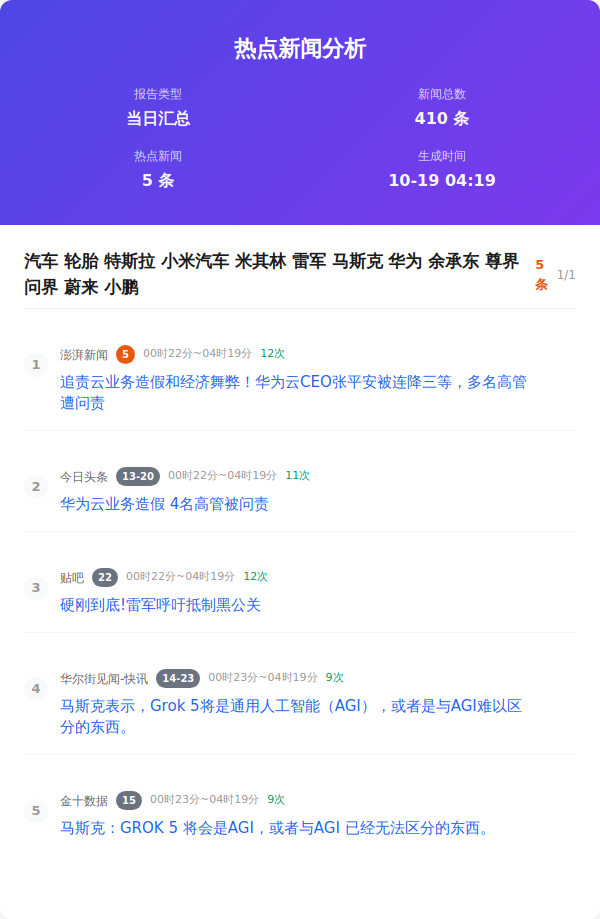 热点新闻分析
报告类型
当日汇总
新闻总数
410 条
热点新闻
5 条
生成时间
10-19 04:19
汽车 轮胎 特斯拉 小米汽车 米其林 雷军 马斯克 华为 余承东 尊界
问界 蔚来 小鹏
5
条
1/1
1
澎湃新闻 5 00时22分~04时19分 12次
追责云业务造假和经济舞弊！华为云CEO张平安被连降三等，多名高管
遭问责
2
今日头条 13-20 00时22分~04时19分 11次
华为云业务造假 4名高管被问责
3
贴吧 22 00时22分~04时19分 12次
硬刚到底!雷军呼吁抵制黑公关
4
华尔街见闻-快讯 14-23 00时23分~04时19分 9次
马斯克表示，Grok 5将是通用人工智能（AGI），或者是与AGI难以区
分的东西。
5
金十数据 15 00时23分~04时19分 9次
马斯克：GROK 5 将会是AGI，或者与AGI 已经无法区分的东西。